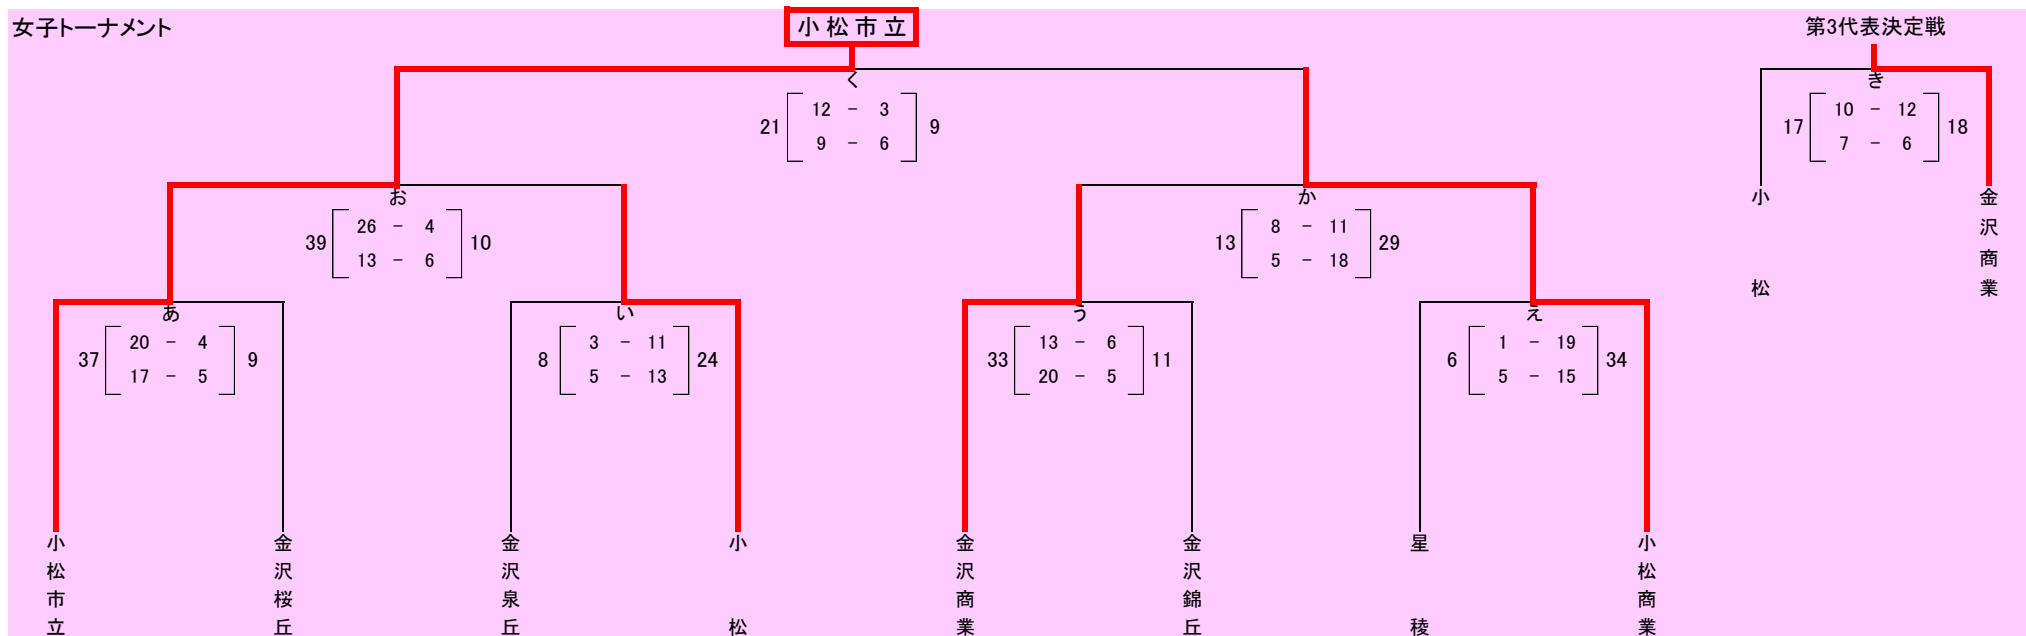 女子トーナメント
小松市立
第3代表決定戦
く
21 12 - 3 9
9 - 6
き
17 10 - 12 18
7 - 6
小松
金沢商業
お
39 26 - 4 10
13 - 6
か
13 8 - 11 29
5 - 18
あ
37 20 - 4 9
17 - 5
い
8 3 - 11 24
5 - 13
う
33 13 - 6 11
20 - 5
え
6 1 - 19 34
5 - 15
小松市立
金沢桜丘
金沢泉丘
小松
金沢商業
金沢錦丘
星稜
小松商業